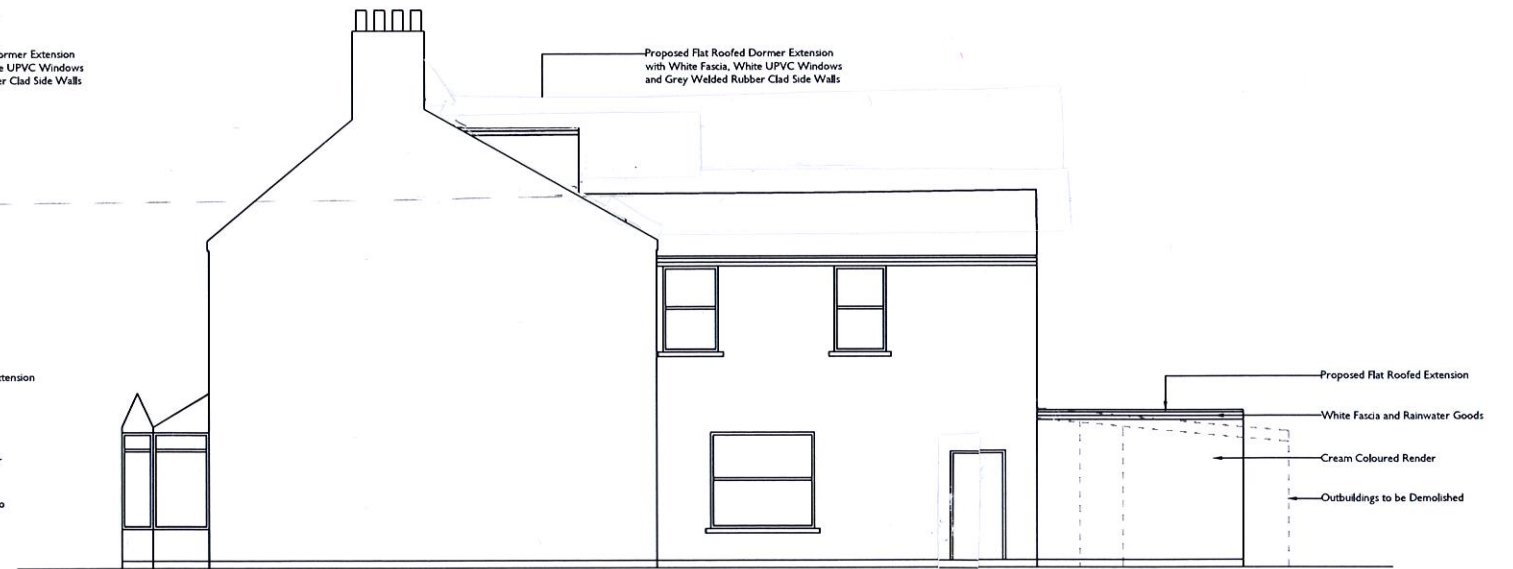 ormer Extension
e UPVC Windows
er Clad Side Walls
Proposed Flat Roofed Dormer Extension
with White Fascia, White UPVC Windows
and Grey Welded Rubber Clad Side Walls
xtension
Proposed Flat Roofed Extension
White Fascia and Rainwater Goods
Cream Coloured Render
Outbuildings to be Demolished